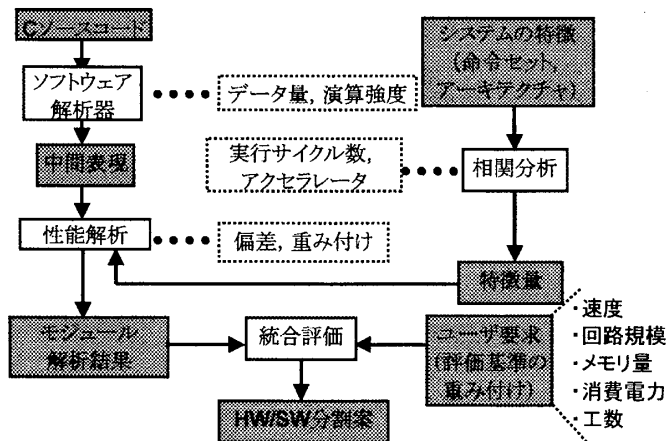 Cソースコード
ソフトウェア
解析器
データ量, 演算強度
システムの特徴
(命令セット,
アーキテクチャ)
中間表現
実行サイクル数,
アクセラレータ
相関分析
性能解析
偏差, 重み付け
特徴量
モジュール
解析結果
統合評価
ユーザ要求
(評価基準の
重み付け)
・速度
・回路規模
・メモリ量
・消費電力
・工数
HW/SW分割案